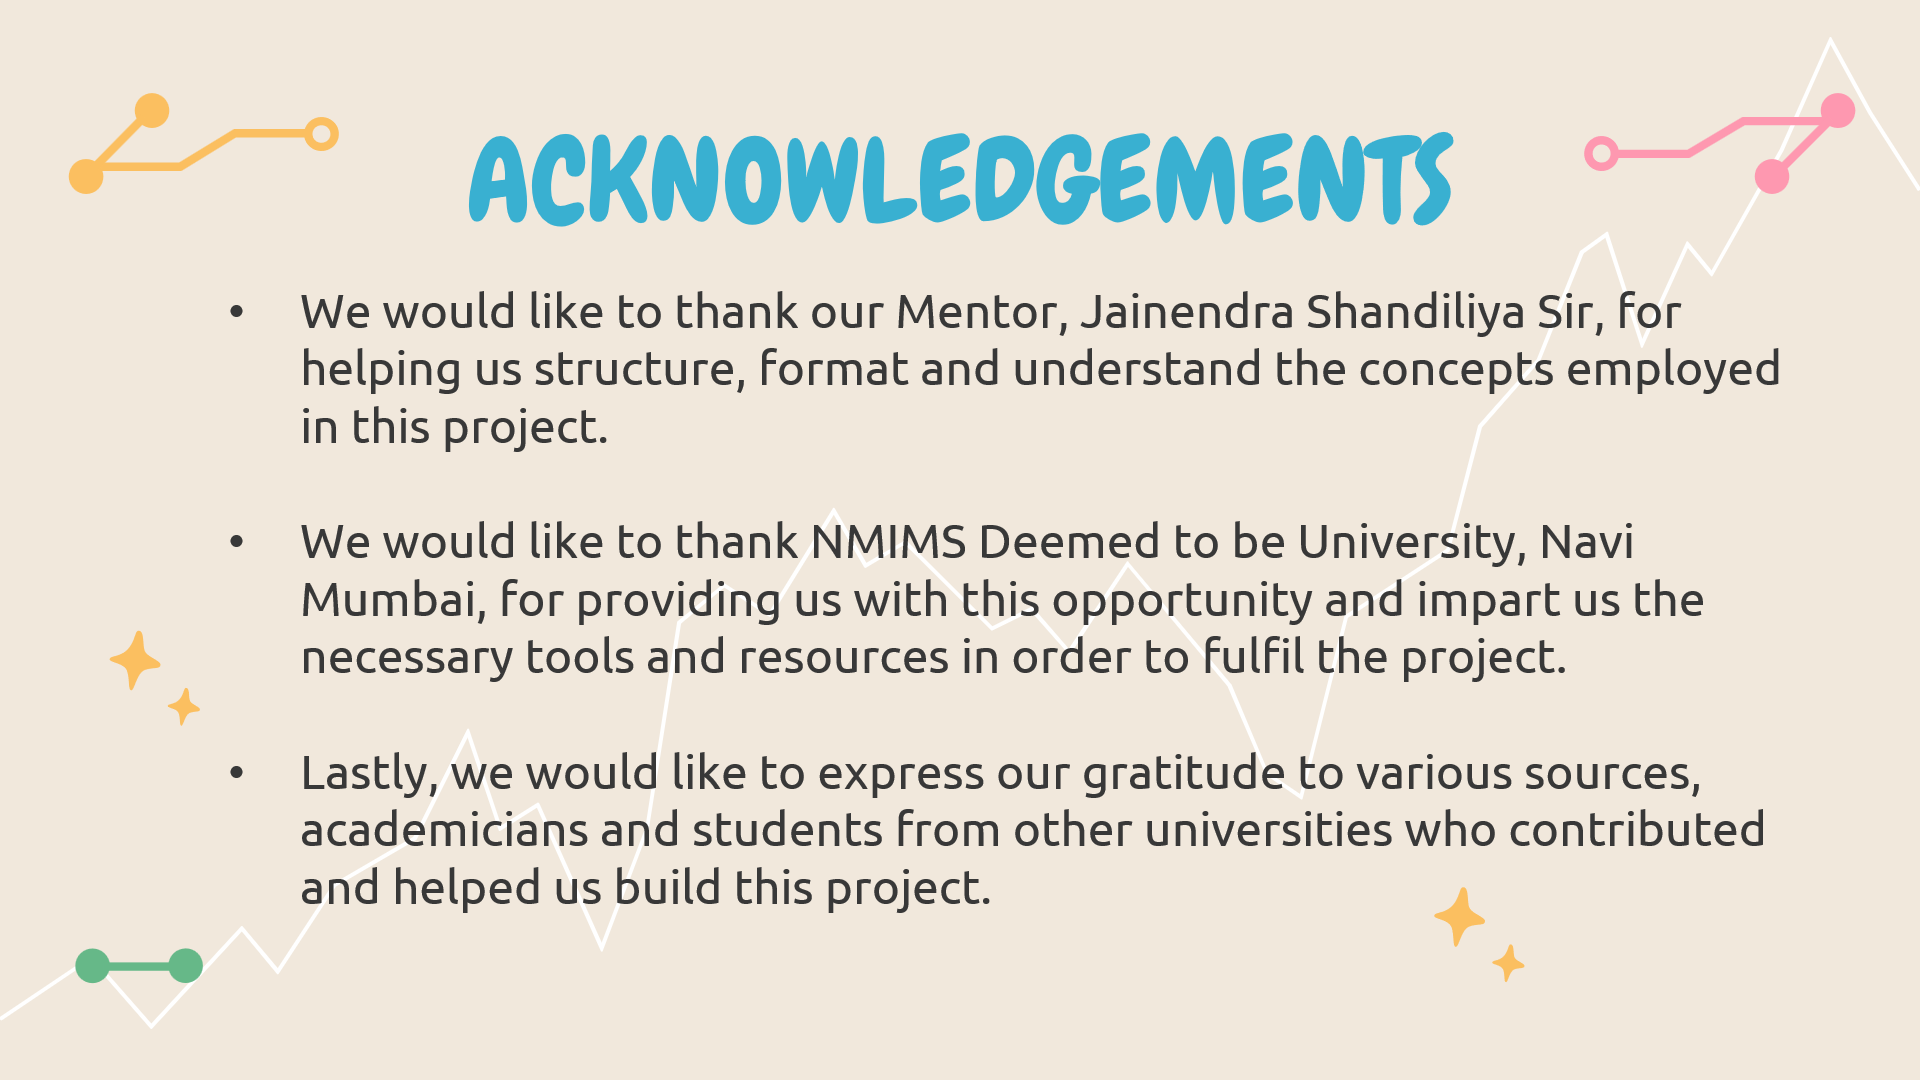 ACKNOWLEDGEMENTS
• We would like to thank our Mentor, Jainendra Shandiliya Sir, for
helping us structure, format and understand the concepts employed
in this project.
• We would like to thank NMIMS Deemed to be University, Navi
Mumbai, for providing us with this opportunity and impart us the
necessary tools and resources in order to fulfil the project.
• Lastly, we would like to express our gratitude to various sources,
academicians and students from other universities who contributed
and helped us build this project.